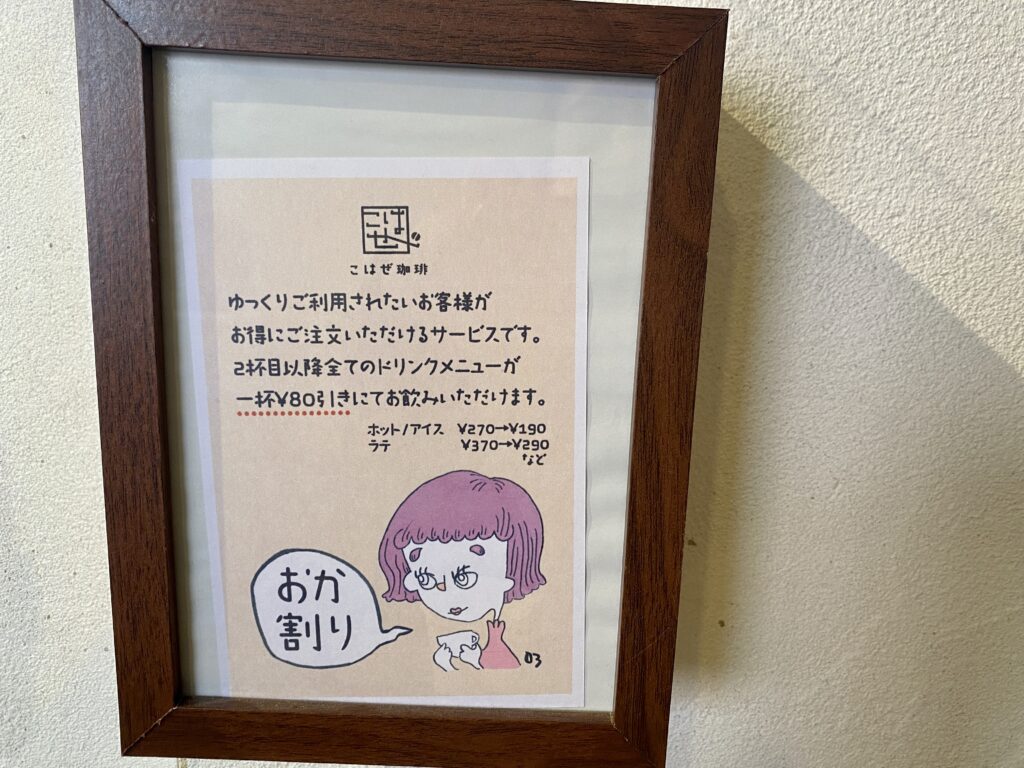 こはぜ
こはぜ珈琲
ゆっくりご利用されたいお客様が
お得にご注文いただけるサービスです。
2杯目以降全てのドリンクメニューが
一杯¥80引きにてお飲みいただけます。
ホット/アイス ¥270→¥190
ラテ ¥370→¥290
など
おか
割り
03